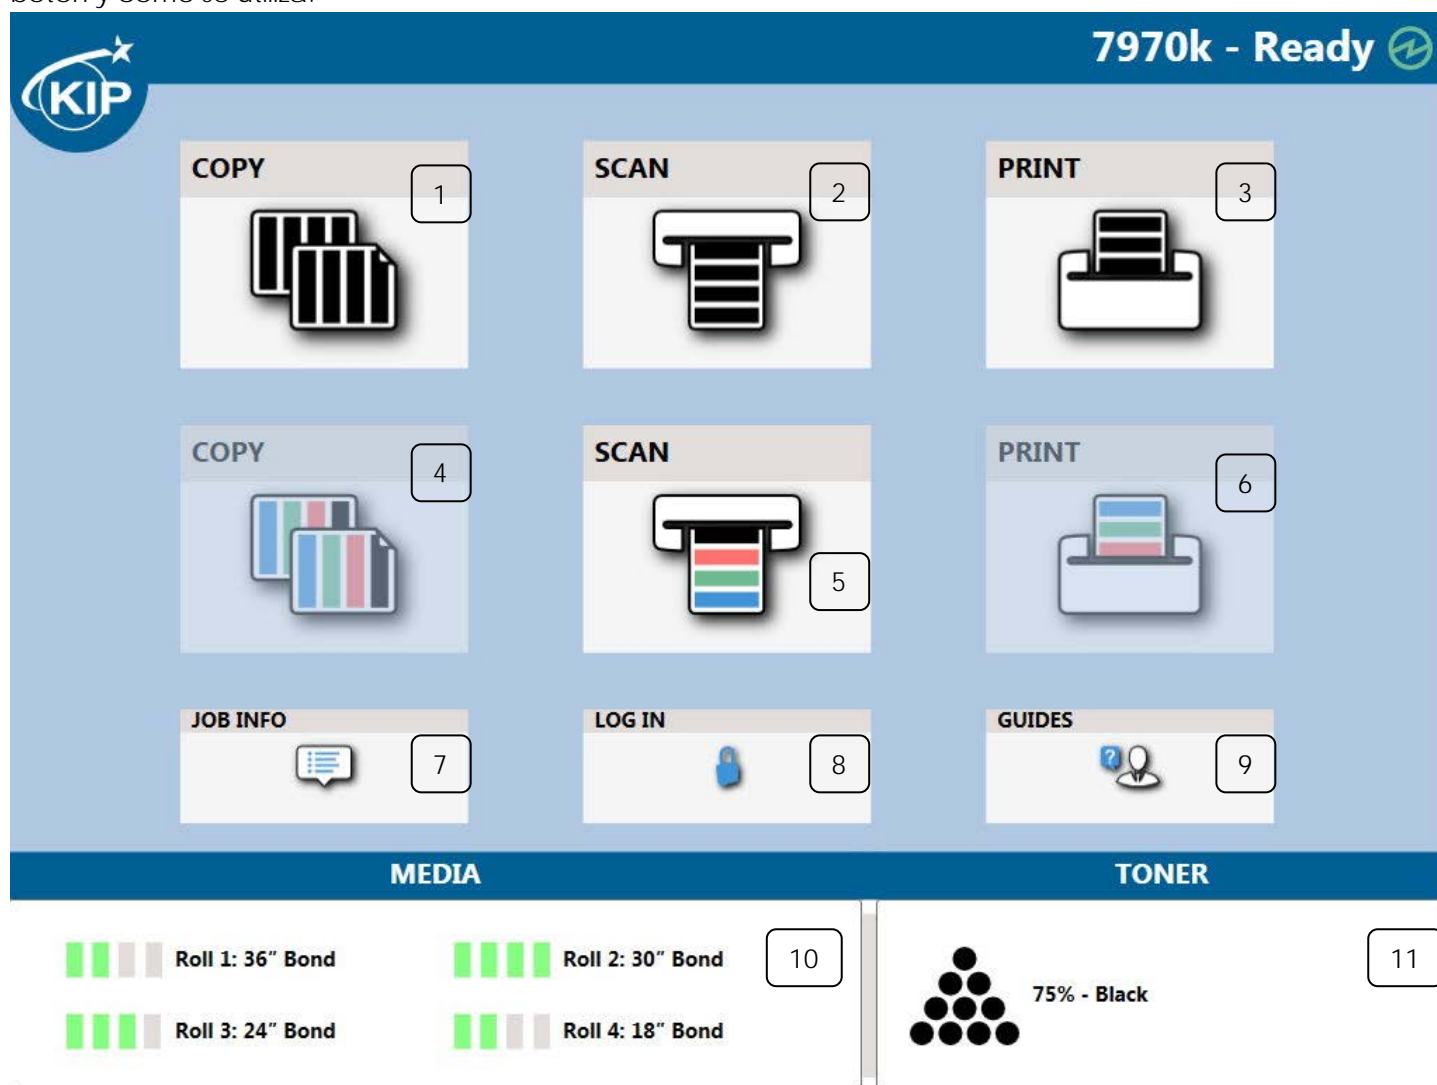 7970k - Ready
KIP
COPY 1
SCAN 2
PRINT 3
COPY 4
SCAN 5
PRINT 6
JOB INFO 7
LOG IN 8
GUIDES 9
?
MEDIA
TONER
Roll 1: 36” Bond
Roll 2: 30” Bond
10
Roll 3: 24” Bond
Roll 4: 18” Bond
75% - Black
11